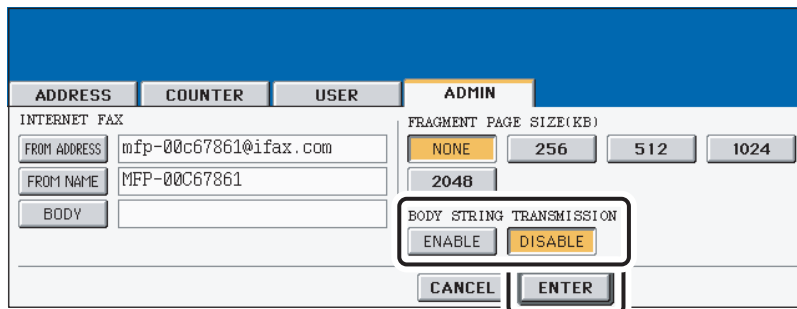 ADDRESS COUNTER USER ADMIN
INTERNET FAX
FROM ADDRESS mfp-00c67861@ifax.com
FROM NAME MFP-00C67861
BODY
FRAGMENT PAGE SIZE(KB)
NONE 256 512 1024
2048
BODY STRING TRANSMISSION
ENABLE DISABLE
CANCEL ENTER